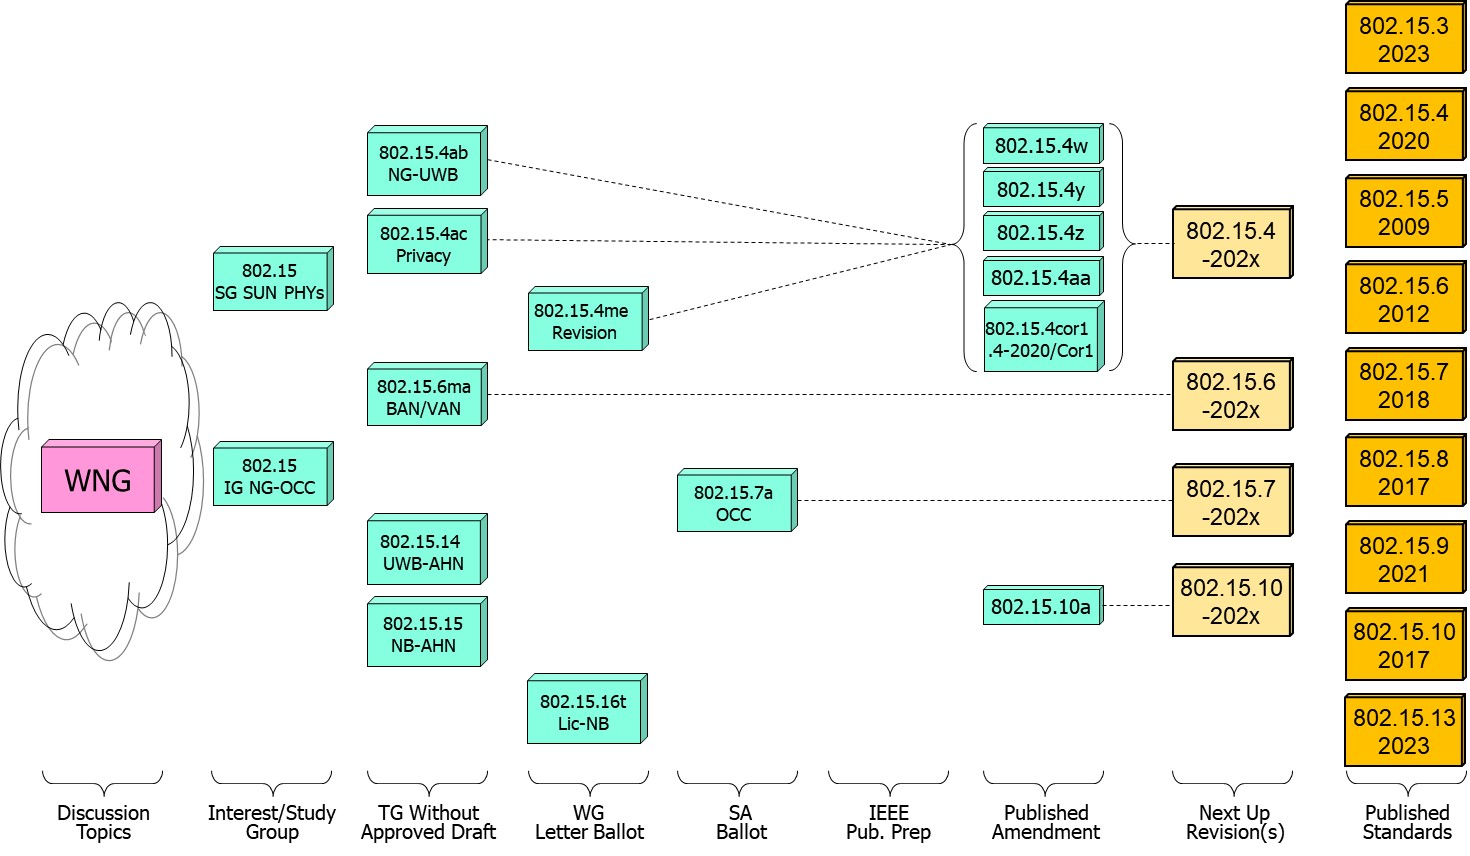 WNG
802.15
SG SUN PHYs
802.15
IG NG-OCC
802.15.4ab
NG-UWB
802.15.4ac
Privacy
802.15.6ma
BAN/VAN
802.15.14
UWB-AHN
802.15.15
NB-AHN
802.15.4me
Revision
802.15.16t
Lic-NB
802.15.7a
OCC
802.15.4w
802.15.4y
802.15.4z
802.15.4aa
802.15.4cor1
.4-2020/Cor1
802.15.10a
802.15.4
-202x
802.15.6
-202x
802.15.7
-202x
802.15.10
-202x
802.15.3
2023
802.15.4
2020
802.15.5
2009
802.15.6
2012
802.15.7
2018
802.15.8
2017
802.15.9
2021
802.15.10
2017
802.15.13
2023
Discussion
Topics
Interest/Study
Group
TG Without
Approved Draft
WG
Letter Ballot
SA
Ballot
IEEE
Pub. Prep
Published
Amendment
Next Up
Revision(s)
Published
Standards